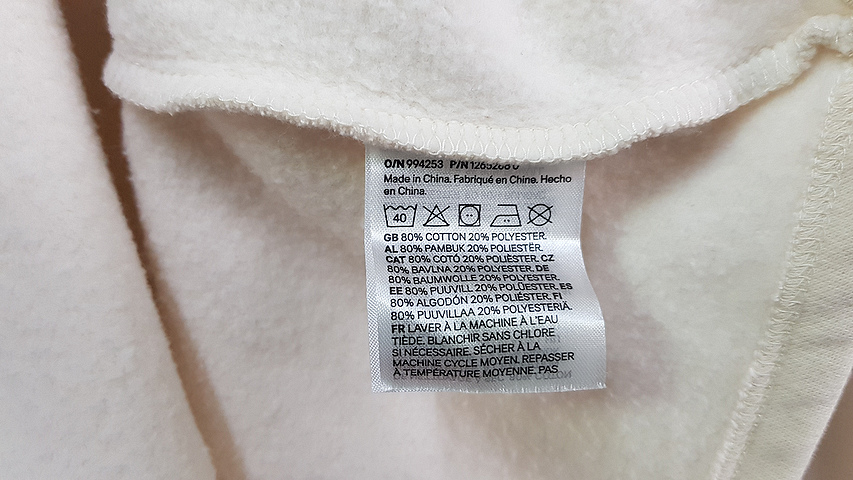 O/N 994253 P/N
Made in China. Fabriqué en Chine. Hecho
en China.
40
GB 80% COTTON 20% POLYESTER.
AL 80% PAMBUK 20% POLIESTËR.
CAT 80% COTÓ 20% POLIÈSTER. CZ
80% BAVLNA 20% POLYESTER. DE
80% BAUMWOLLE 20% POLYESTER.
EE 80% PUUVILL 20% POLÜESTER. ES
80% ALGODÓN 20% POLIÉSTER. FI
80% PUUVILLAA 20% POLYESTERIÄ.
FR LAVER À LA MACHINE À L'EAU
TIÈDE. BLANCHIR SANS CHLORE
SI NÉCESSAIRE. SÉCHER À LA
MACHINE CYCLE MOYEN. REPASSER
À TEMPÉRATURE MOYENNE. PAS